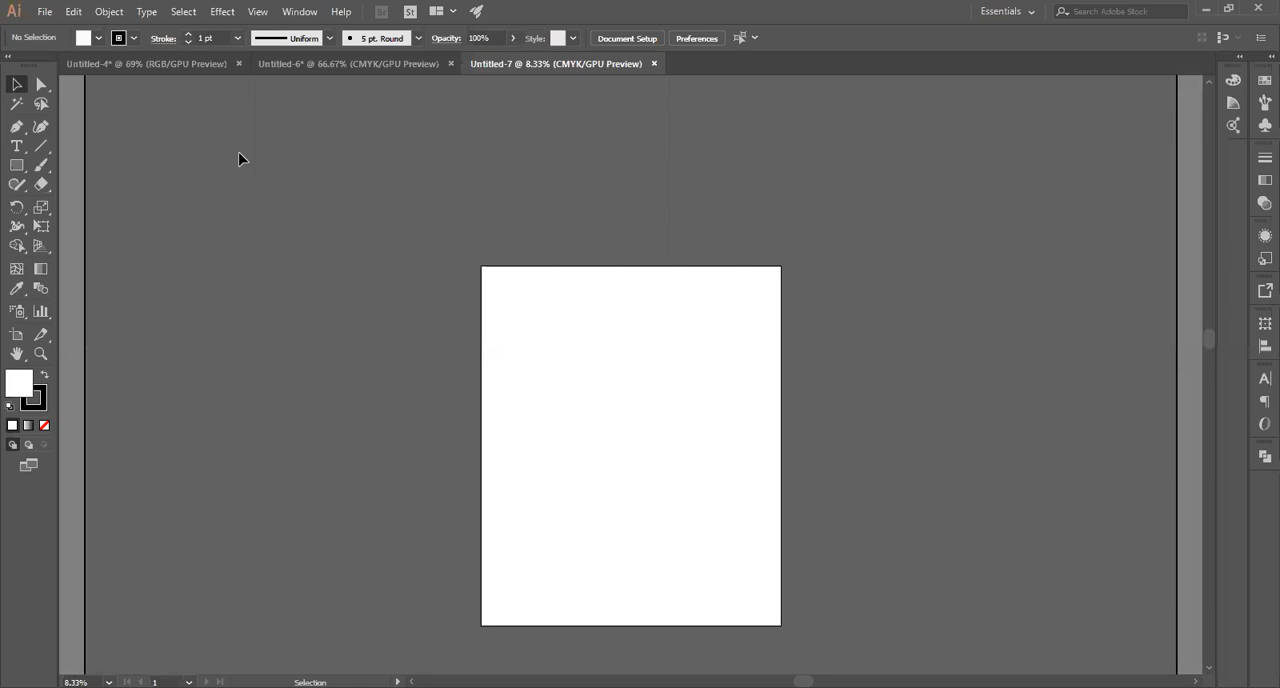 Ai File Edit Object Type Select Effect View Window Help Br St Essentials Search Adobe Stock
No Selection Stroke: 1 pt Uniform 5 pt. Round Opacity: 100% Style: Document Setup Preferences
Untitled-4* @ 69% (RGB/GPU Preview) × Untitled-6* @ 66.67% (CMYK/GPU Preview) × Untitled-7 @ 8.33% (CMYK/GPU Preview) ×
8.33% 1 Selection